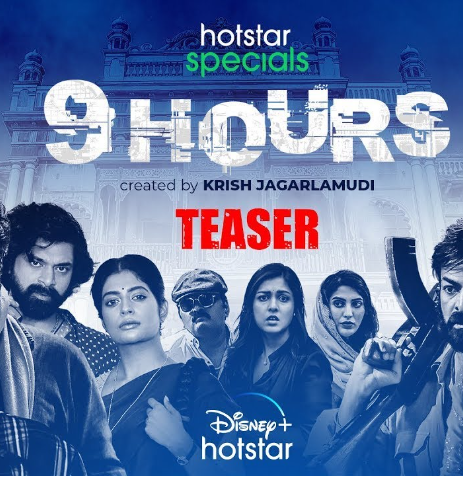 hotstar
specials
9 HOURS
created by KRISH JAGARLAMUDI
TEASER
Disney+
hotstar